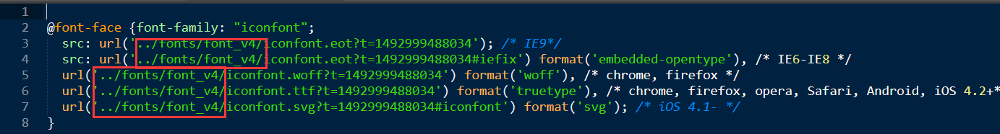 1
2 @font-face {font-family: "iconfont";
3 src: url('../fonts/font_v4/iconfont.eot?t=1492999488034'); /* IE9*/
4 src: url('../fonts/font_v4/iconfont.eot?t=1492999488034#iefix') format('embedded-opentype'), /* IE6-IE8 */
5 url('../fonts/font_v4/iconfont.woff?t=1492999488034') format('woff'), /* chrome, firefox */
6 url('../fonts/font_v4/iconfont.ttf?t=1492999488034') format('truetype'), /* chrome, firefox, opera, Safari, Android, iOS 4.2+*
7 url('../fonts/font_v4/iconfont.svg?t=1492999488034#iconfont') format('svg'); /* iOS 4.1- */
8 }